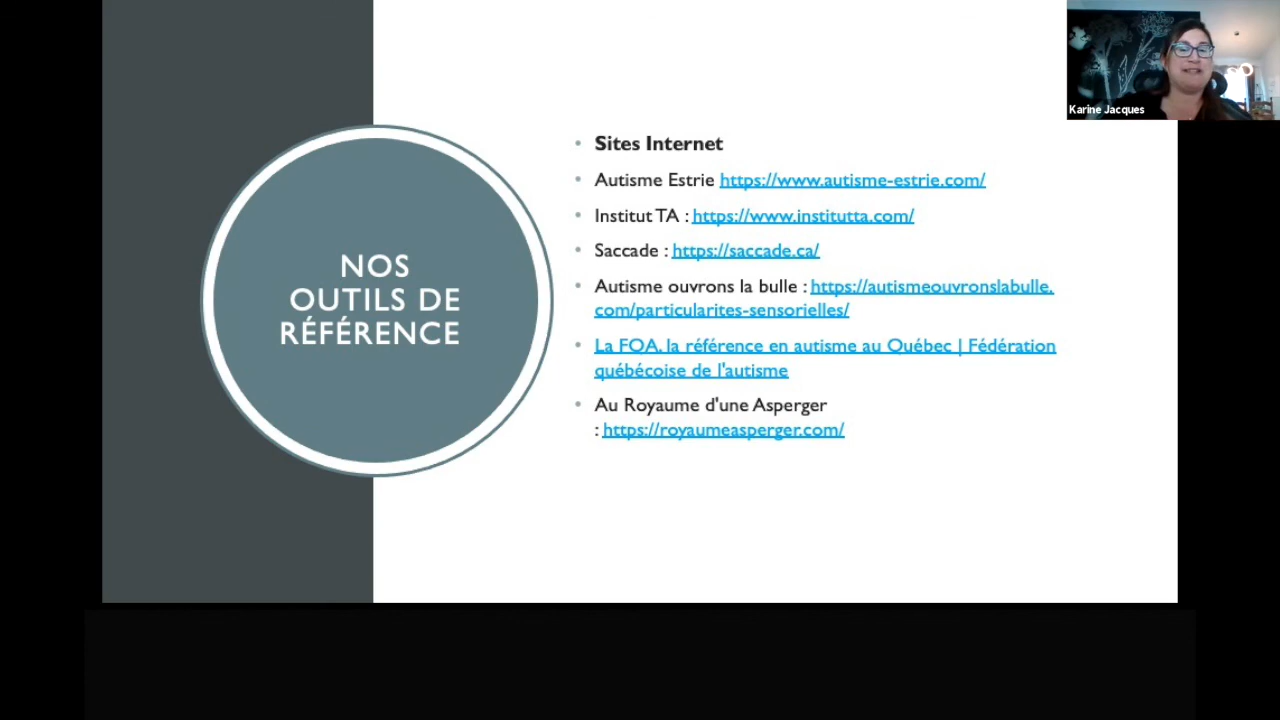 Karine Jacques
NOS
OUTILS DE
RÉFÉRENCE
• Sites Internet
• Autisme Estrie https://www.autisme-estrie.com/
• Institut TA : https://www.institutta.com/
• Saccade : https://saccade.ca/
• Autisme ouvrons la bulle : https://autismeouvronslabulle.
com/particularites-sensorielles/
• La FQA, la référence en autisme au Québec | Fédération
québécoise de l'autisme
• Au Royaume d'une Asperger
: https://royaumeasperger.com/